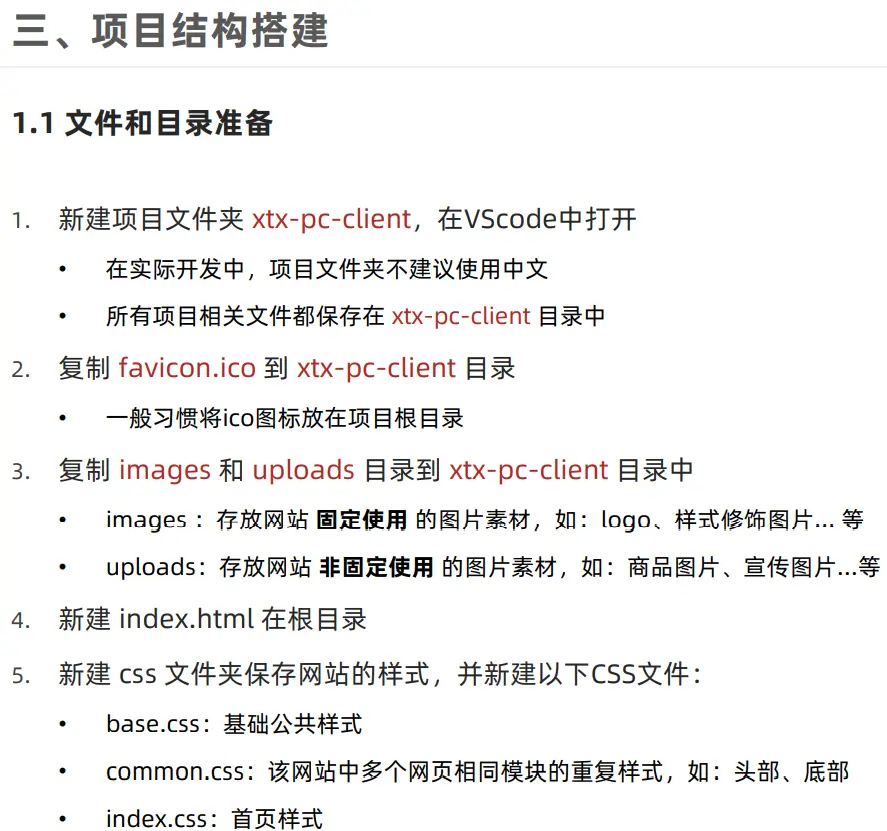 三、项目结构搭建
1.1 文件和目录准备
1. 新建项目文件夹 xtx-pc-client，在VScode中打开
• 在实际开发中，项目文件夹不建议使用中文
• 所有项目相关文件都保存在 xtx-pc-client 目录中
2. 复制 favicon.ico 到 xtx-pc-client 目录
• 一般习惯将ico图标放在项目根目录
3. 复制 images 和 uploads 目录到 xtx-pc-client 目录中
• images ：存放网站 固定使用 的图片素材，如：logo、样式修饰图片... 等
• uploads：存放网站 非固定使用 的图片素材，如：商品图片、宣传图片...等
4. 新建 index.html 在根目录
5. 新建 css 文件夹保存网站的样式，并新建以下CSS文件：
• base.css：基础公共样式
• common.css：该网站中多个网页相同模块的重复样式，如：头部、底部
• index.css：首页样式